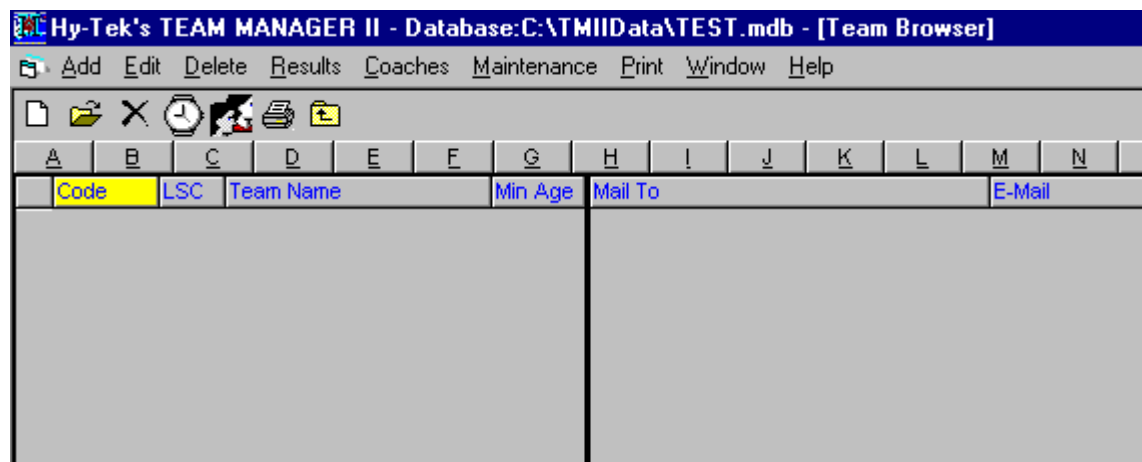 Hy-Tek's TEAM MANAGER II - Database:C:\TMIIData\TEST.mdb - [Team Browser]
Add Edit Delete Results Coaches Maintenance Print Window Help
A B C D E F G H I J K L M N
Code LSC Team Name Min Age Mail To E-Mail